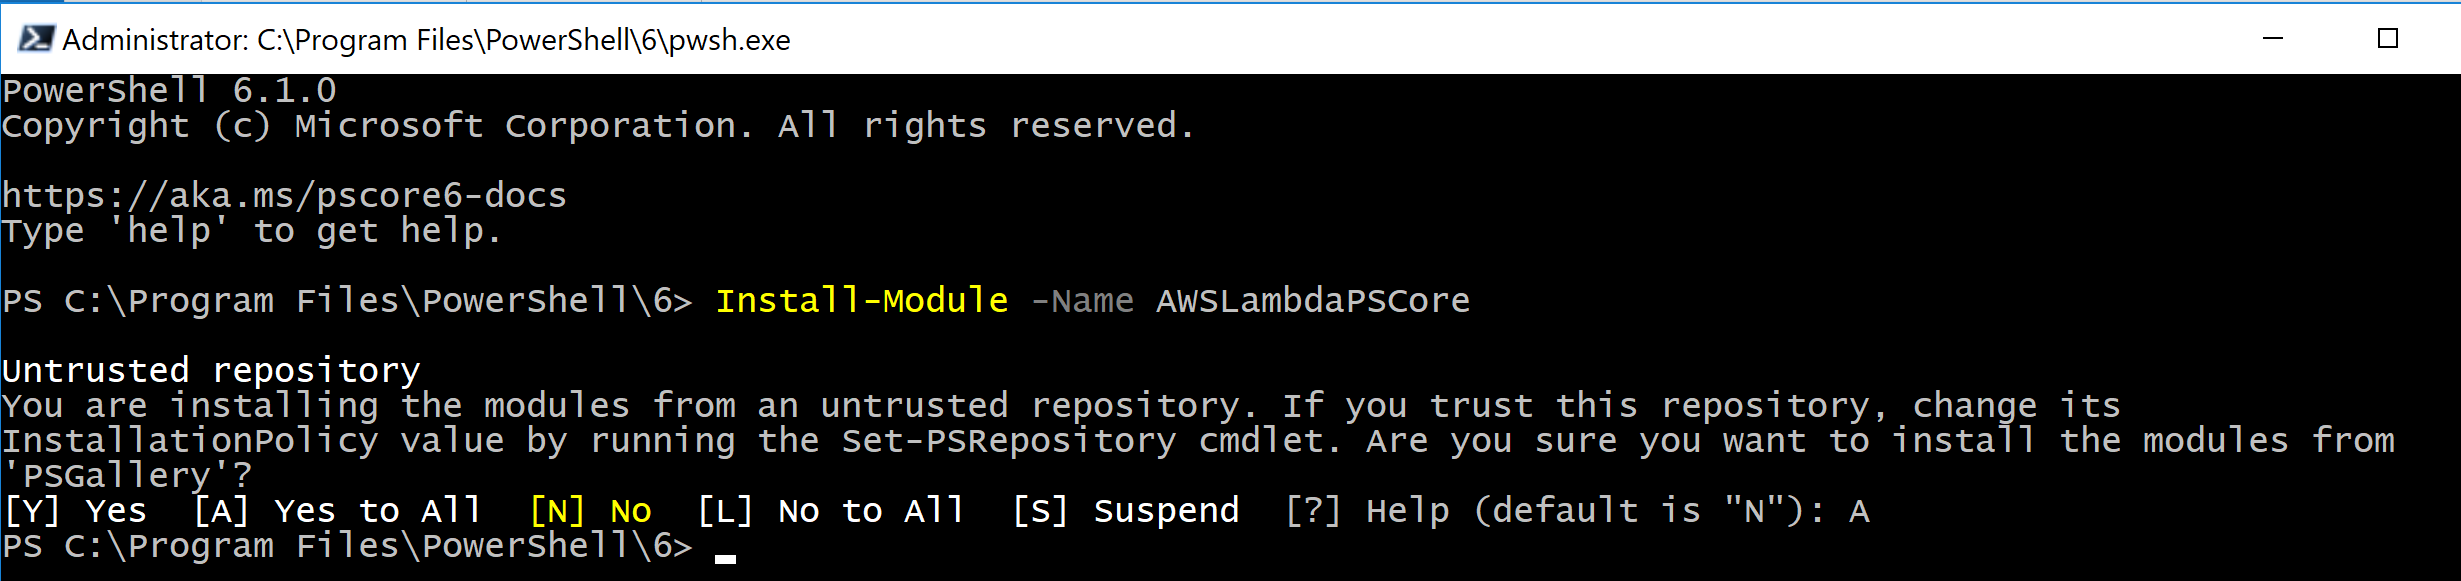 Administrator: C:\Program Files\PowerShell\6\pwsh.exe
PowerShell 6.1.0
Copyright (c) Microsoft Corporation. All rights reserved.
https://aka.ms/pscore6-docs
Type 'help' to get help.
PS C:\Program Files\PowerShell\6> Install-Module -Name AWSLambdaPSCore
Untrusted repository
You are installing the modules from an untrusted repository. If you trust this repository, change its
InstallationPolicy value by running the Set-PSRepository cmdlet. Are you sure you want to install the modules from
'PSGallery'?
[Y] Yes  [A] Yes to All  [N] No  [L] No to All  [S] Suspend  [?] Help (default is "N"): A
PS C:\Program Files\PowerShell\6>